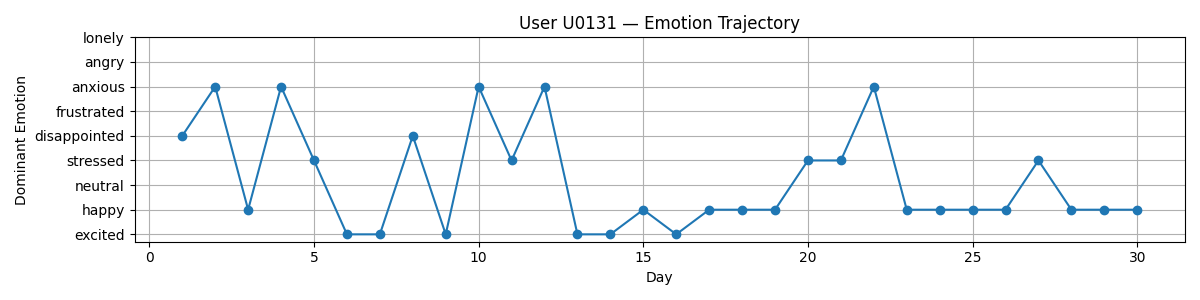 User U0131 — Emotion Trajectory
Dominant Emotion
lonely
angry
anxious
frustrated
disappointed
stressed
neutral
happy
excited
0 5 10 15 20 25 30
Day